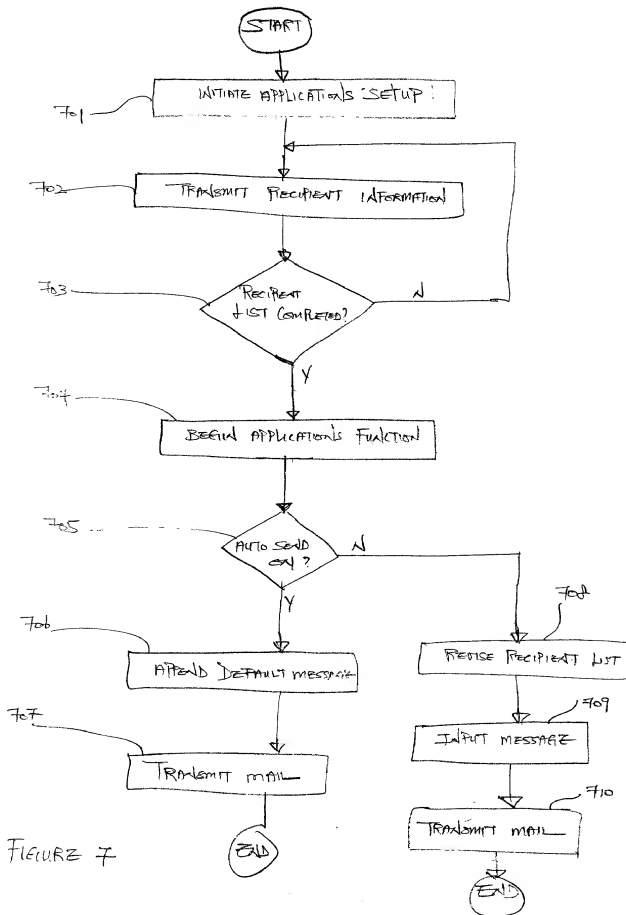 START
INITIATE APPLICATIONS SETUP
701
702
TRANSMIT RECIPIENT INFORMATION
703
RECIPIENT
LIST COMPLETED?
N
Y
704
BEGIN APPLICATION'S FUNCTION
705
AUTO SEND
ON?
N
Y
706
APPEND DEFAULT MESSAGE
707
TRANSMIT MAIL
END
708
REVISE RECIPIENT LIST
709
INPUT MESSAGE
710
TRANSMIT MAIL
END
FIGURE 7